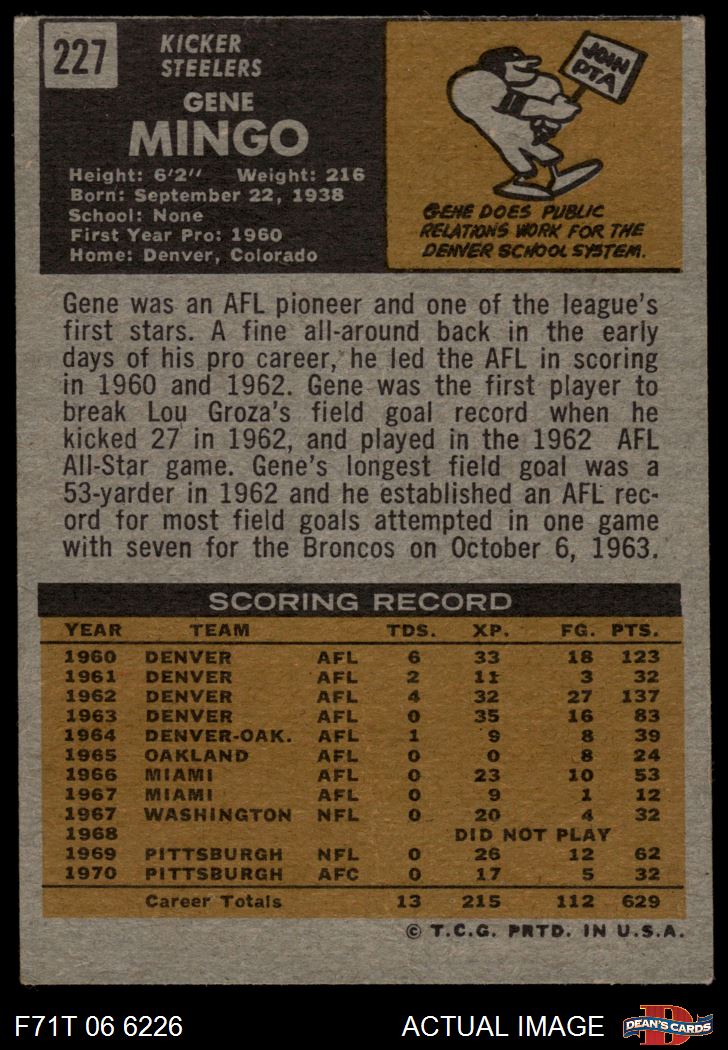 227
KICKER
STEELERS
GENE
MINGO
Height: 6'2" Weight: 216
Born: September 22, 1938
School: None
First Year Pro: 1960
Home: Denver, Colorado
JOIN
PTA
GENE DOES PUBLIC
RELATIONS WORK FOR THE
DENVER SCHOOL SYSTEM.
Gene was an AFL pioneer and one of the league's
first stars. A fine all-around back in the early
days of his pro career, he led the AFL in scoring
in 1960 and 1962. Gene was the first player to
break Lou Groza's field goal record when he
kicked 27 in 1962, and played in the 1962 AFL
All-Star game. Gene's longest field goal was a
53-yarder in 1962 and he established an AFL rec-
ord for most field goals attempted in one game
with seven for the Broncos on October 6, 1963.
SCORING RECORD
YEAR TEAM TDS. XP. FG. PTS.
1960 DENVER AFL 6 33 18 123
1961 DENVER AFL 2 11 3 32
1962 DENVER AFL 4 32 27 137
1963 DENVER AFL 0 35 16 83
1964 DENVER-OAK. AFL 1 9 8 39
1965 OAKLAND AFL 0 0 8 24
1966 MIAMI AFL 0 23 10 53
1967 MIAMI AFL 0 9 1 12
1967 WASHINGTON NFL 0 20 4 32
1968 DID NOT PLAY
1969 PITTSBURGH NFL 0 26 12 62
1970 PITTSBURGH AFC 0 17 5 32
Career Totals 13 215 112 629
© T.C.G. PRTD. IN U.S.A.
F71T 06 6226 ACTUAL IMAGE
D
DEAN'S CARDS